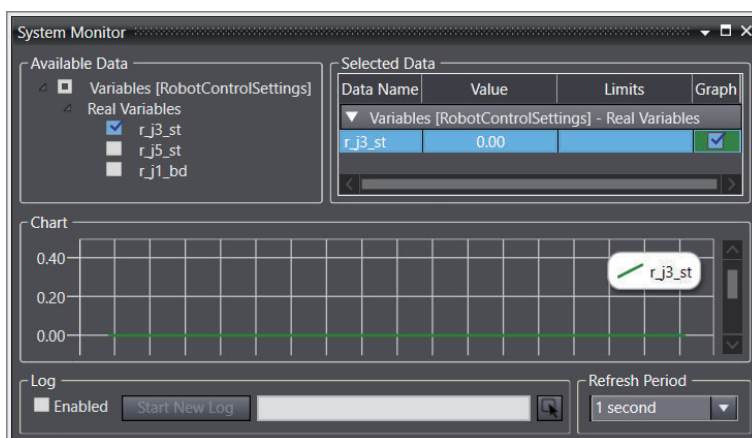 System Monitor
Available Data
Variables [RobotControlSettings]
Real Variables
r_j3_st
r_j5_st
r_j1_bd
Selected Data
Data Name Value Limits Graph
Variables [RobotControlSettings] - Real Variables
r_j3_st 0.00
Chart
0.40
0.20
0.00
r_j3_st
Log
Enabled Start New Log
Refresh Period
1 second